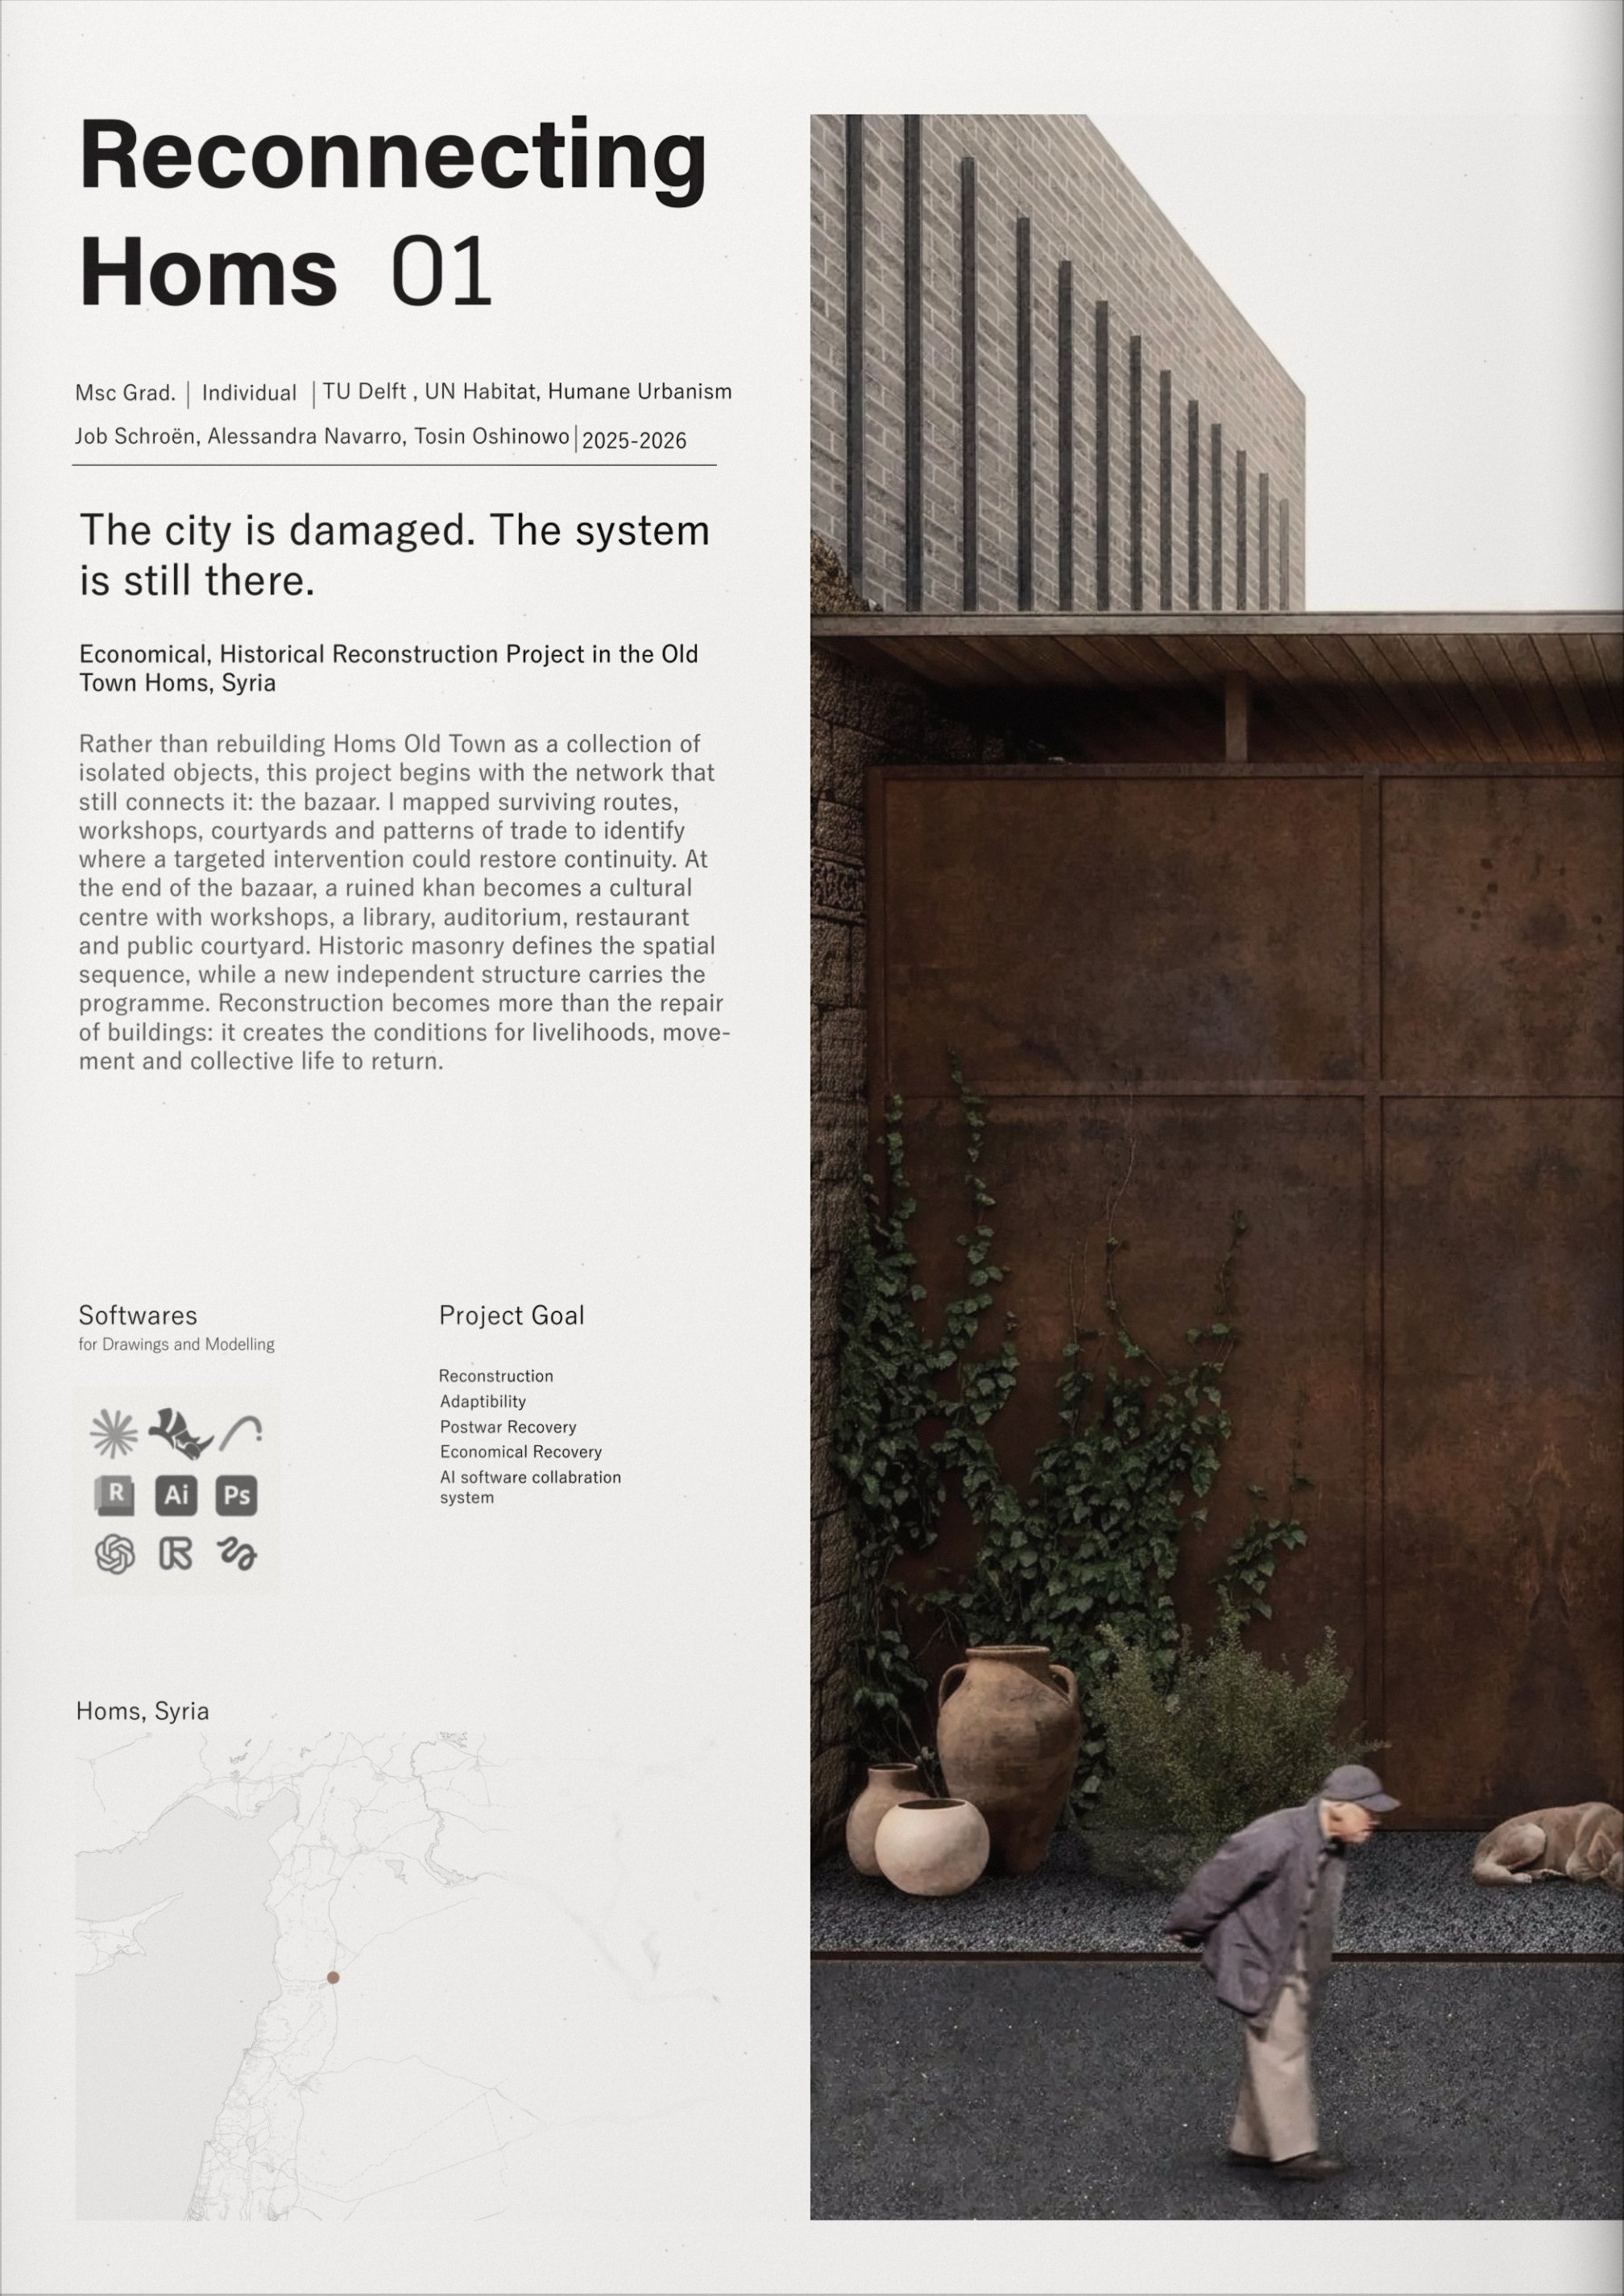 Reconnecting
Homs 01
Msc Grad. | Individual | TU Delft , UN Habitat, Humane Urbanism
Job Schroën, Alessandra Navarro, Tosin Oshinowo | 2025-2026
The city is damaged. The system
is still there.
Economical, Historical Reconstruction Project in the Old
Town Homs, Syria
Rather than rebuilding Homs Old Town as a collection of
isolated objects, this project begins with the network that
still connects it: the bazaar. I mapped surviving routes,
workshops, courtyards and patterns of trade to identify
where a targeted intervention could restore continuity. At
the end of the bazaar, a ruined khan becomes a cultural
centre with workshops, a library, auditorium, restaurant
and public courtyard. Historic masonry defines the spatial
sequence, while a new independent structure carries the
programme. Reconstruction becomes more than the repair
of buildings: it creates the conditions for livelihoods, move-
ment and collective life to return.
Softwares
for Drawings and Modelling
R Ai Ps
Project Goal
Reconstruction
Adaptibility
Postwar Recovery
Economical Recovery
AI software collabration
system
Homs, Syria